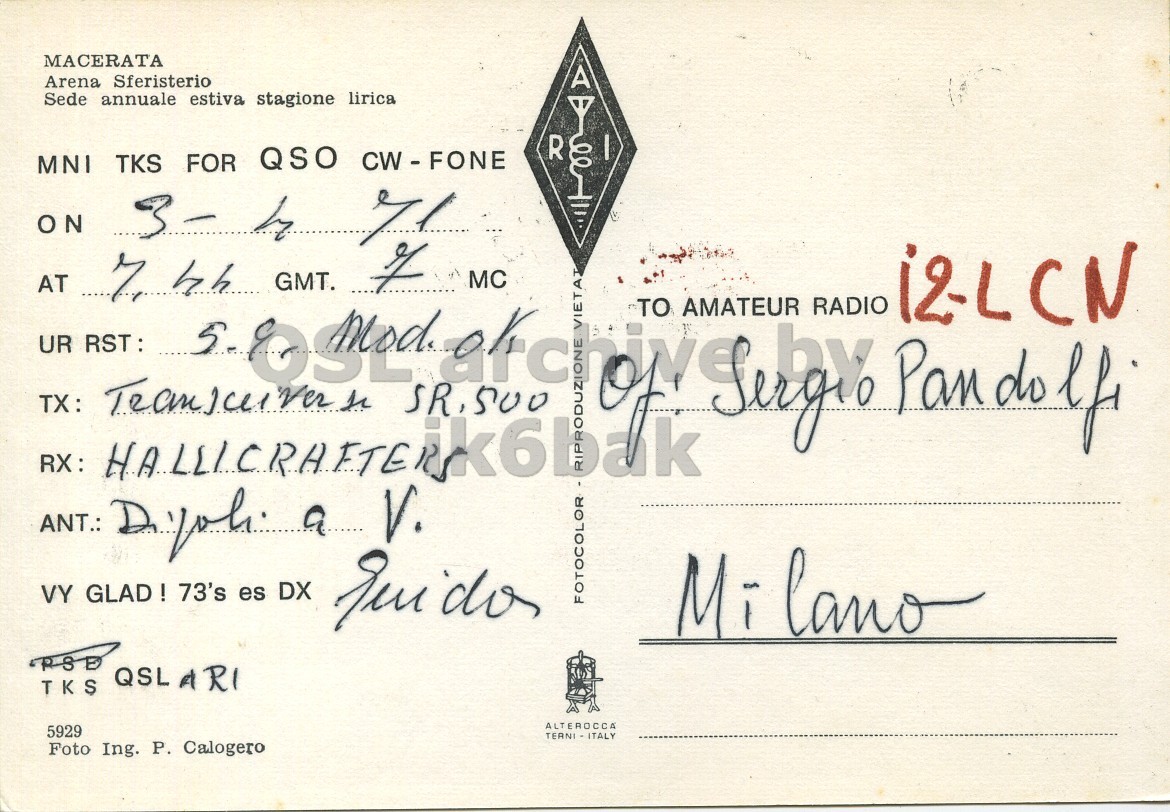 MACERATA
Arena Sferisterio
Sede annuale estiva stagione lirica
MNI TKS FOR QSO CW - FONE
ON 3 - 4 71
AT 7,44 GMT. 7 MC
UR RST: 5-9, Mod. ok
TX: Transceiver SR.500
RX: HALLICRAFTERS
ANT.: Dipoli a V.
VY GLAD! 73's es DX Guido
PSE
TKS QSL ARI
5929
Foto Ing. P. Calogero
A
R I
FOTOCOLOR - RIPRODUZIONE VIETAT
ALTEROCCA
TERNI - ITALY
TO AMATEUR RADIO i2-LCN
Of: Sergio Pandolfi
Milano
QSL archive by
ik6bak